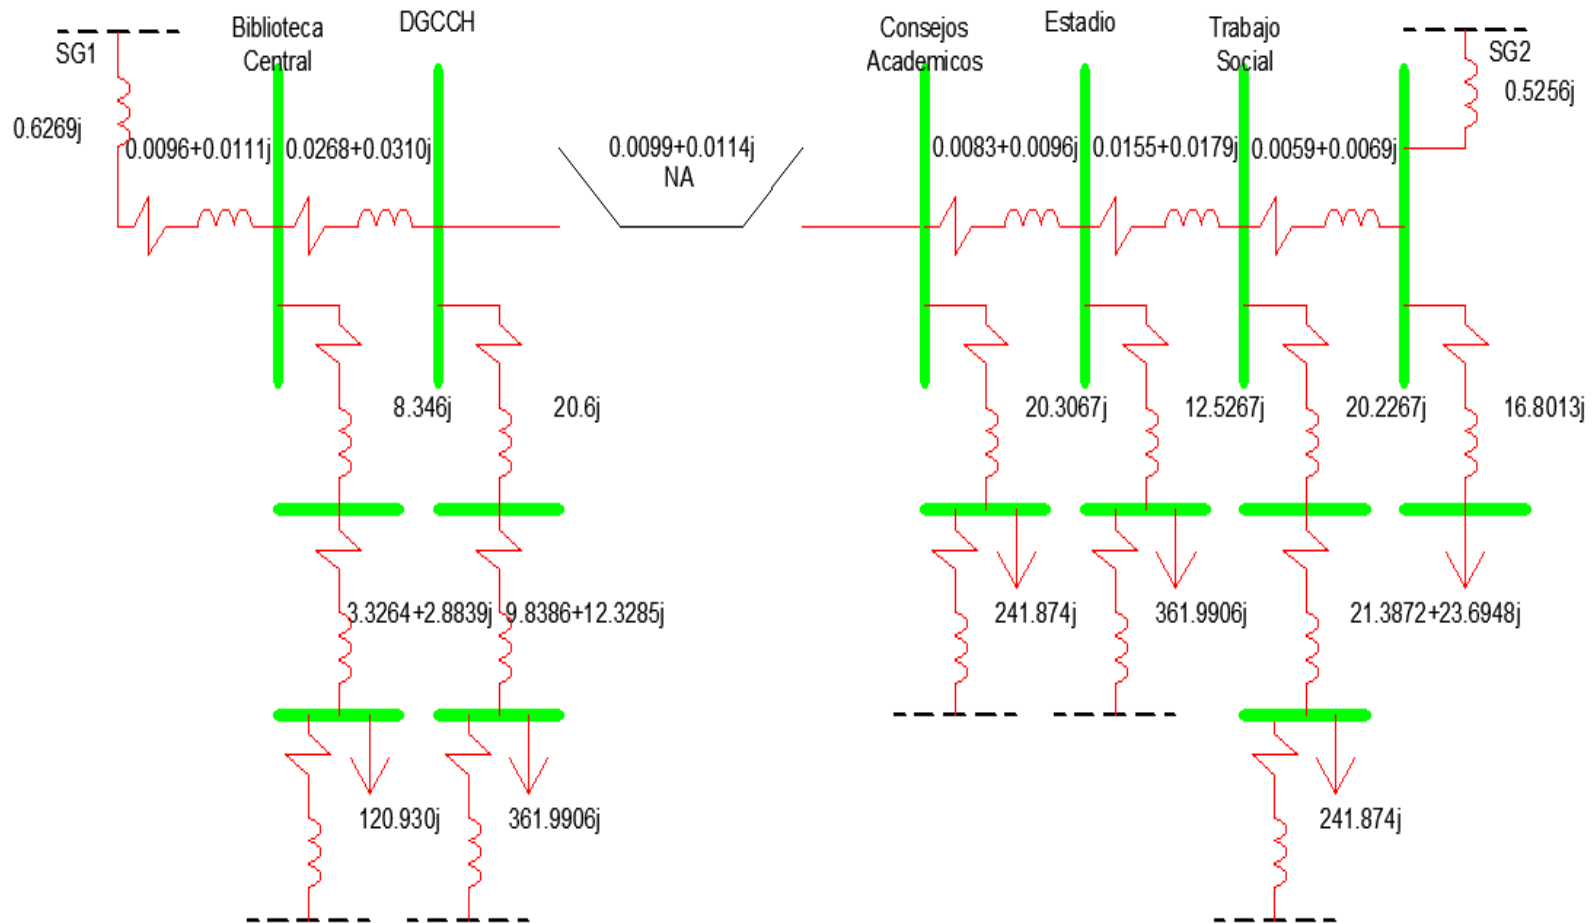 SG1
Biblioteca
Central
DGCCH
Consejos
Academicos
Estadio
Trabajo
Social
SG2
0.6269j
0.5256j
0.0096+0.0111j
0.0268+0.0310j
0.0099+0.0114j
NA
0.0083+0.0096j
0.0155+0.0179j
0.0059+0.0069j
8.346j
20.6j
20.3067j
12.5267j
20.2267j
16.8013j
3.3264+2.8839j
9.8386+12.3285j
241.874j
361.9906j
21.3872+23.6948j
120.930j
361.9906j
241.874j